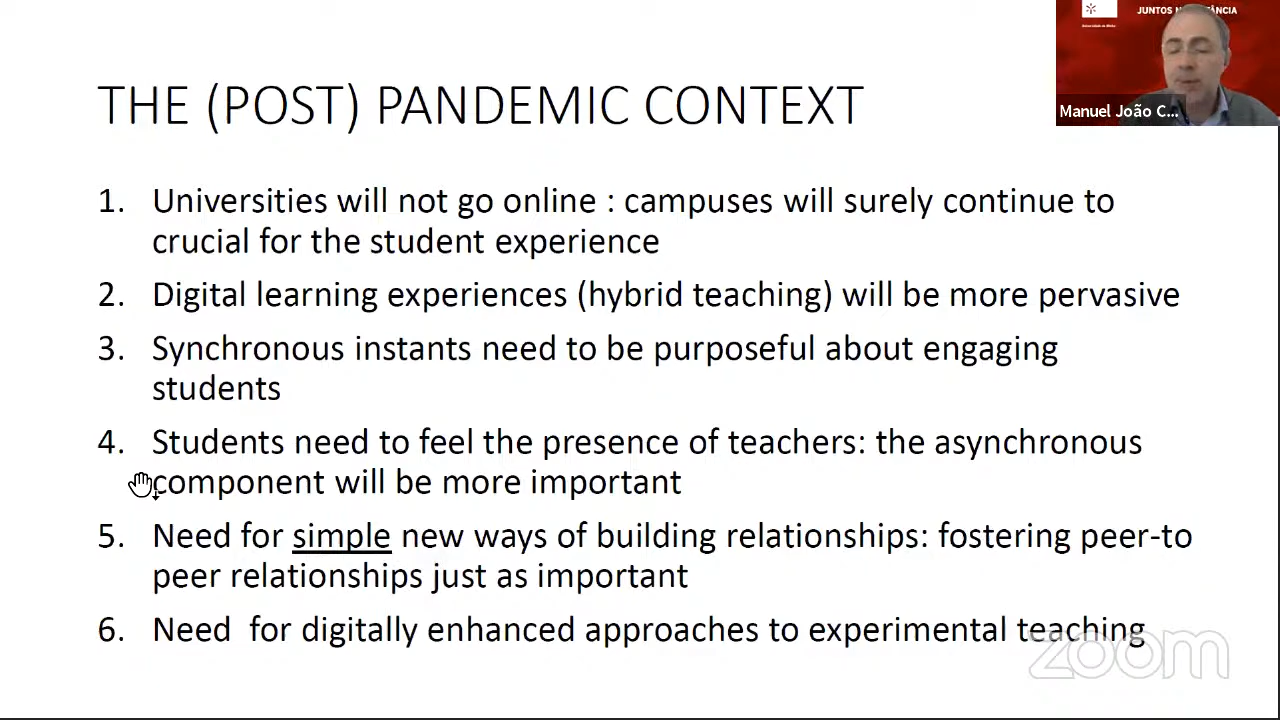 JUNTOS N TÂNCIA
Universidade do Minho
Manuel João C...
THE (POST) PANDEMIC CONTEXT
1. Universities will not go online : campuses will surely continue to
crucial for the student experience
2. Digital learning experiences (hybrid teaching) will be more pervasive
3. Synchronous instants need to be purposeful about engaging
students
4. Students need to feel the presence of teachers: the asynchronous
component will be more important
5. Need for simple new ways of building relationships: fostering peer-to
peer relationships just as important
6. Need for digitally enhanced approaches to experimental teaching
zoom